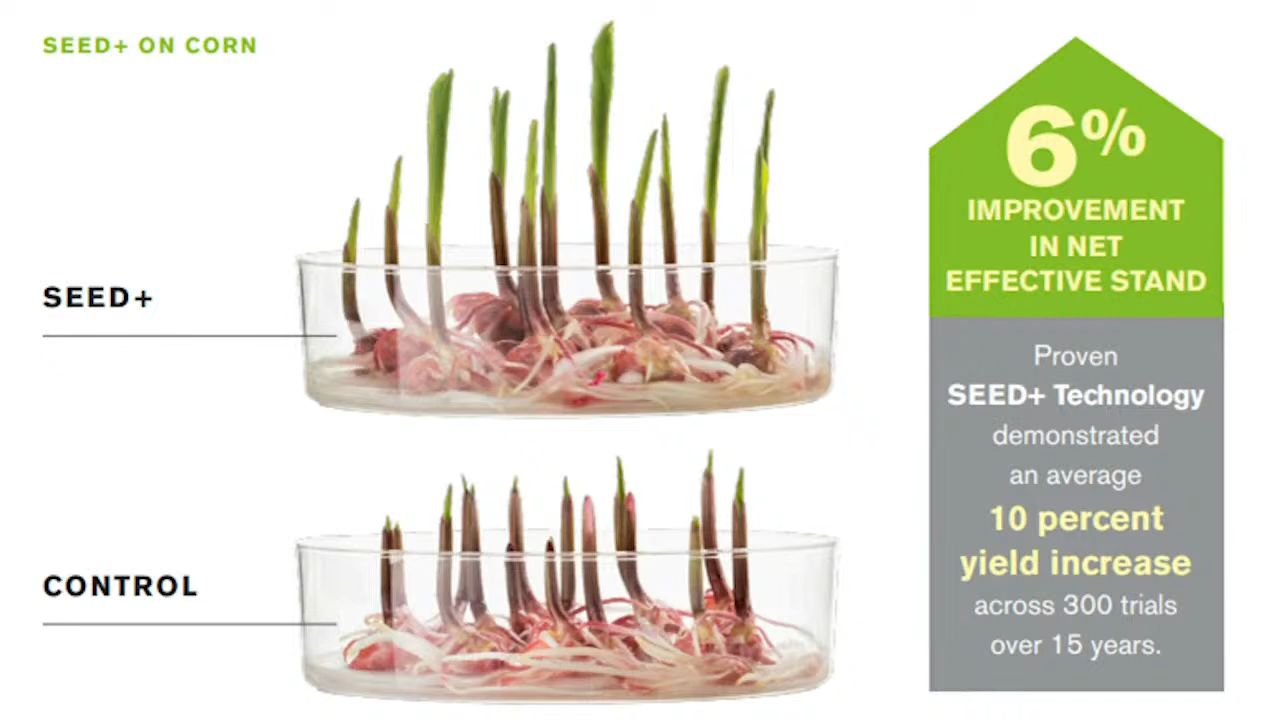 SEED+ ON CORN
SEED+
CONTROL
6%
IMPROVEMENT
IN NET
EFFECTIVE STAND
Proven
SEED+ Technology
demonstrated
an average
10 percent
yield increase
across 300 trials
over 15 years.